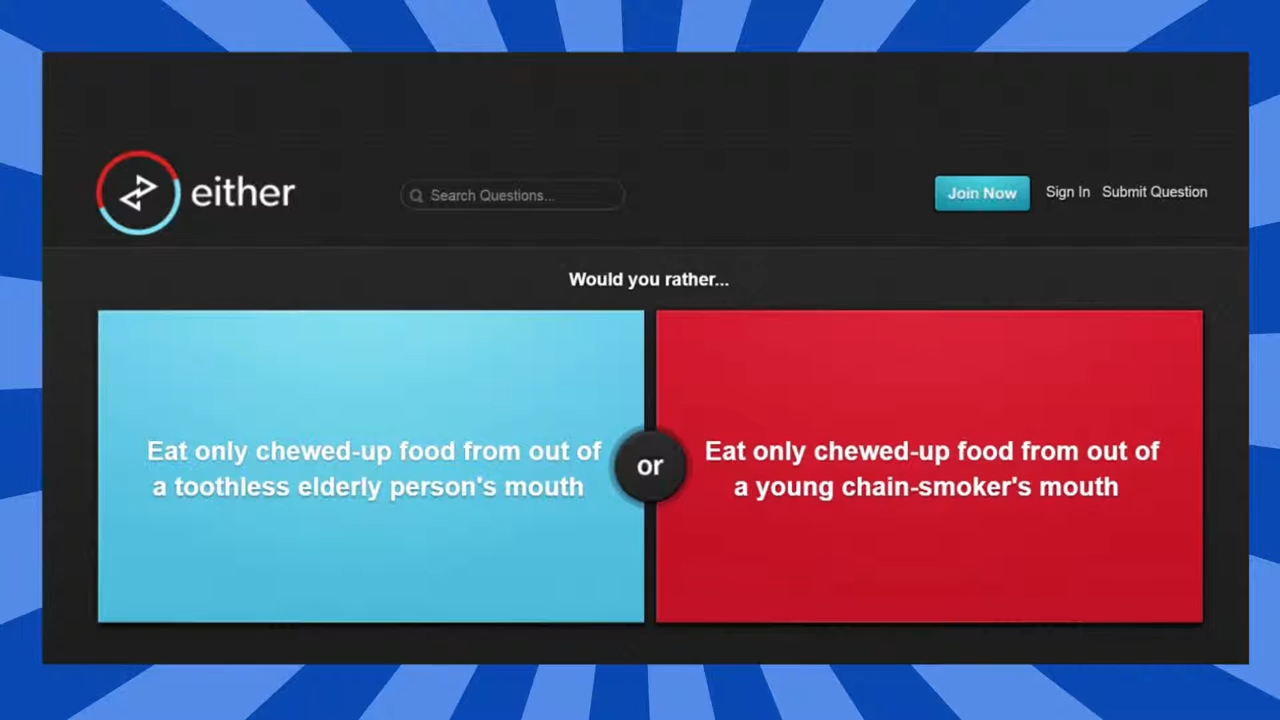 either
Search Questions...
Join Now
Sign In
Submit Question
Would you rather...
Eat only chewed-up food from out of
a toothless elderly person's mouth
or
Eat only chewed-up food from out of
a young chain-smoker's mouth